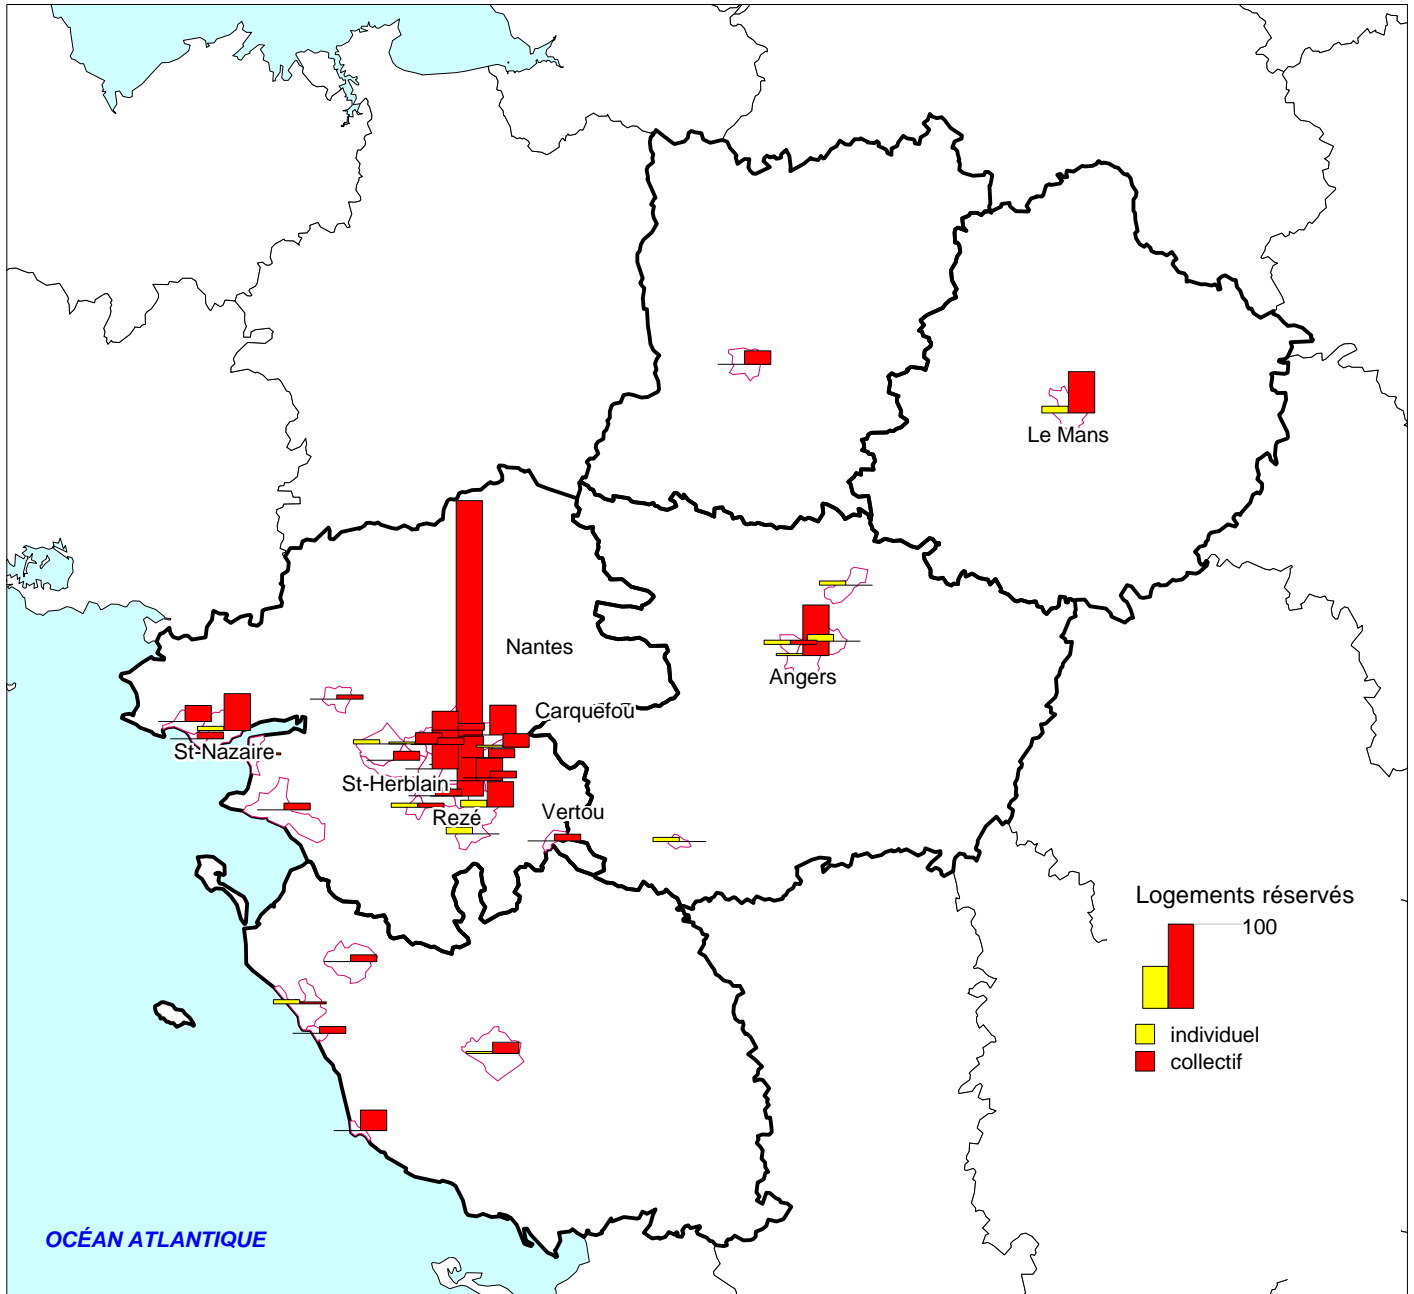 Le Mans
Nantes
Angers
Carquefou
St-Nazaire-
St-Herblain
Vertou
Rezé
Logements réservés
100
individuel
collectif
OCÉAN ATLANTIQUE